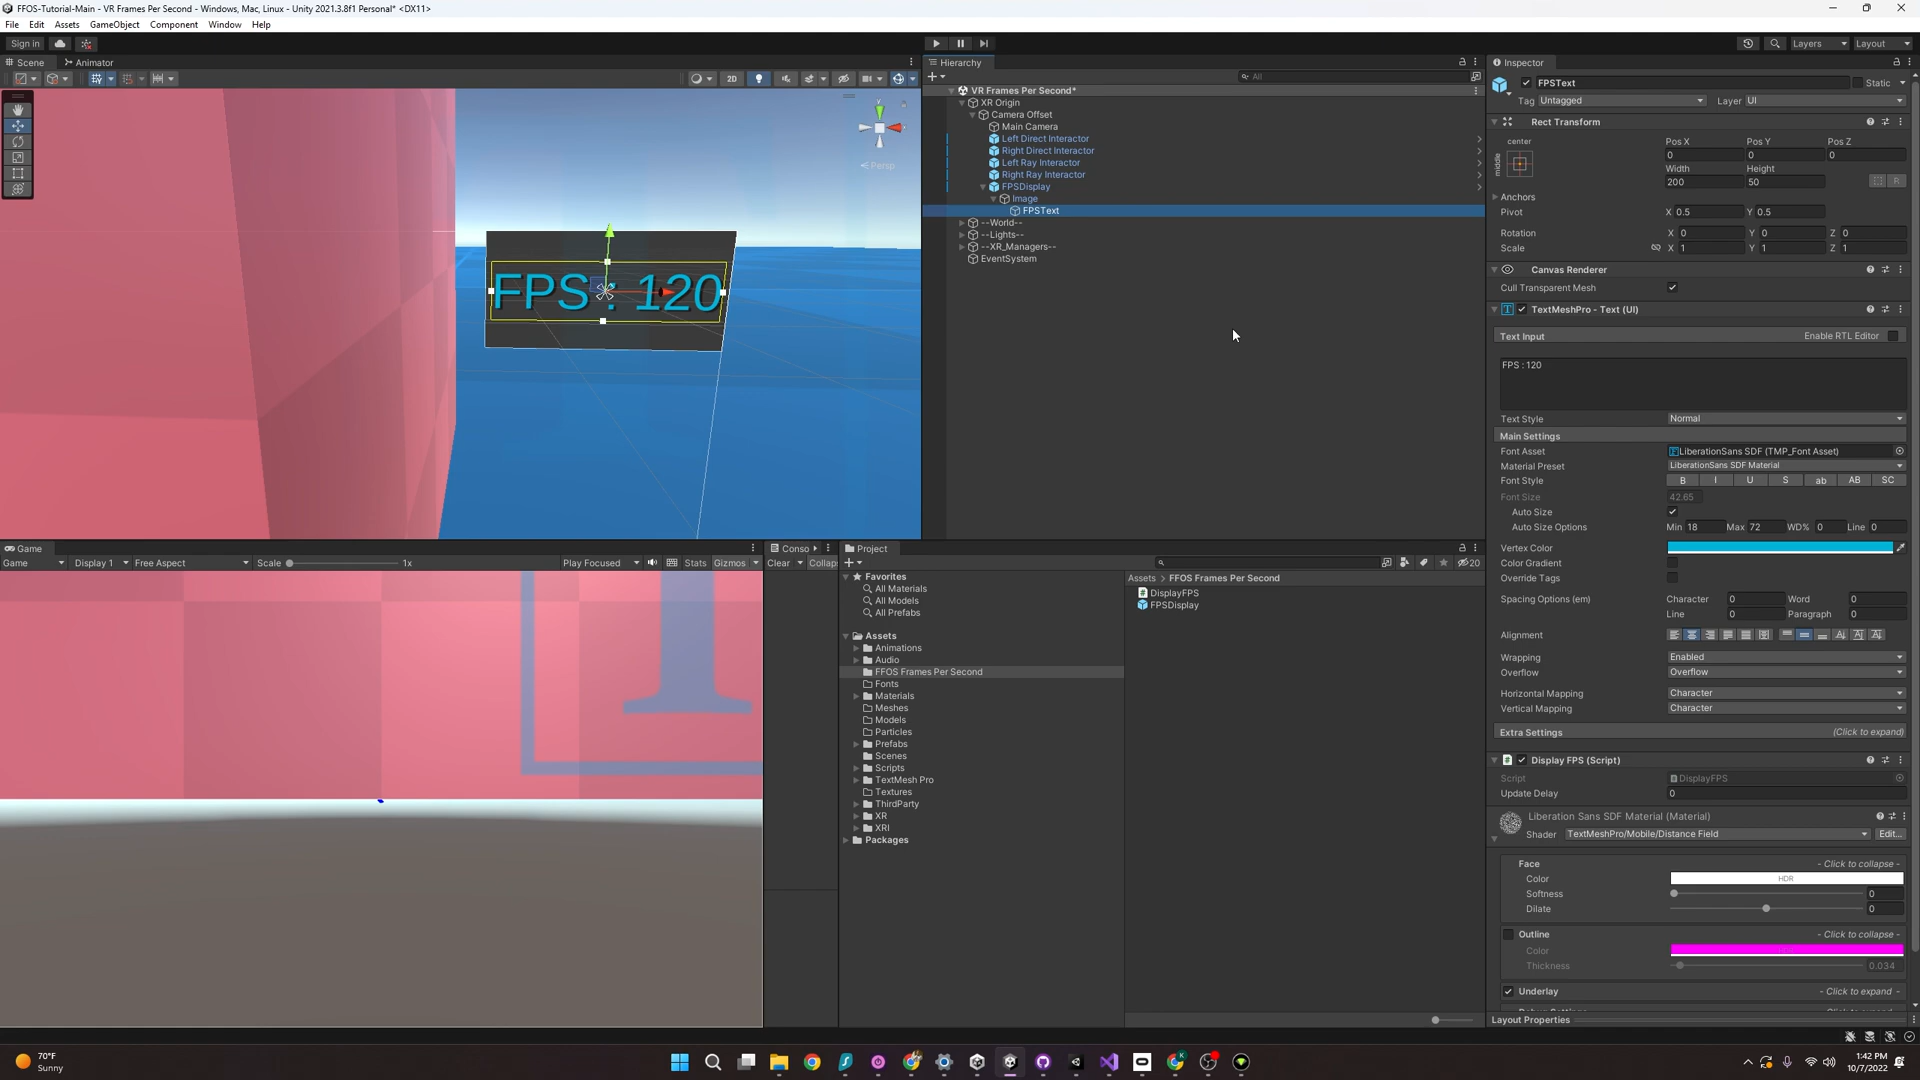 FFOS-Tutorial-Main - VR Frames Per Second - Windows, Mac, Linux - Unity 2021.3.8f1 Personal* <DX11>
File Edit Assets GameObject Component Window Help
Sign in
Layers Layout
Scene Animator
2D
Persp
FPS : 120
Hierarchy
All
VR Frames Per Second*
XR Origin
Camera Offset
Main Camera
Left Direct Interactor
Right Direct Interactor
Left Ray Interactor
Right Ray Interactor
FPSDisplay
Image
FPSText
--World--
--Lights--
--XR_Managers--
EventSystem
Inspector
FPSText Static
Tag Untagged Layer UI
Rect Transform
center
middle
Pos X Pos Y Pos Z
0 0 0
Width Height
200 50
R
Anchors
Pivot X 0.5 Y 0.5
Rotation X 0 Y 0 Z 0
Scale X 1 Y 1 Z 1
Canvas Renderer
Cull Transparent Mesh
TextMeshPro - Text (UI)
Text Input Enable RTL Editor
FPS : 120
Text Style Normal
Main Settings
Font Asset LiberationSans SDF (TMP_Font Asset)
Material Preset LiberationSans SDF Material
Font Style B I U S ab AB SC
Font Size 42.65
Auto Size
Auto Size Options Min 18 Max 72 WD% 0 Line 0
Vertex Color
Color Gradient
Override Tags
Spacing Options (em) Character 0 Word 0
Line 0 Paragraph 0
Alignment
Wrapping Enabled
Overflow Overflow
Horizontal Mapping Character
Vertical Mapping Character
Extra Settings (Click to expand)
Display FPS (Script)
Script DisplayFPS
Update Delay 0
Liberation Sans SDF Material (Material)
Shader TextMeshPro/Mobile/Distance Field Edit...
Face - Click to collapse -
Color HDR
Softness 0
Dilate 0
Outline - Click to collapse -
Color
Thickness 0.034
Underlay - Click to expand -
Layout Properties
Game
Game Display 1 Free Aspect Scale 1x Play Focused Stats Gizmos
Conso
Clear Collaps
Project
20
Favorites
All Materials
All Models
All Prefabs
Assets
Animations
Audio
FFOS Frames Per Second
Fonts
Materials
Meshes
Models
Particles
Prefabs
Scenes
Scripts
TextMesh Pro
Textures
ThirdParty
XR
XRI
Packages
Assets > FFOS Frames Per Second
DisplayFPS
FPSDisplay
70°F
Sunny
1:42 PM
10/7/2022